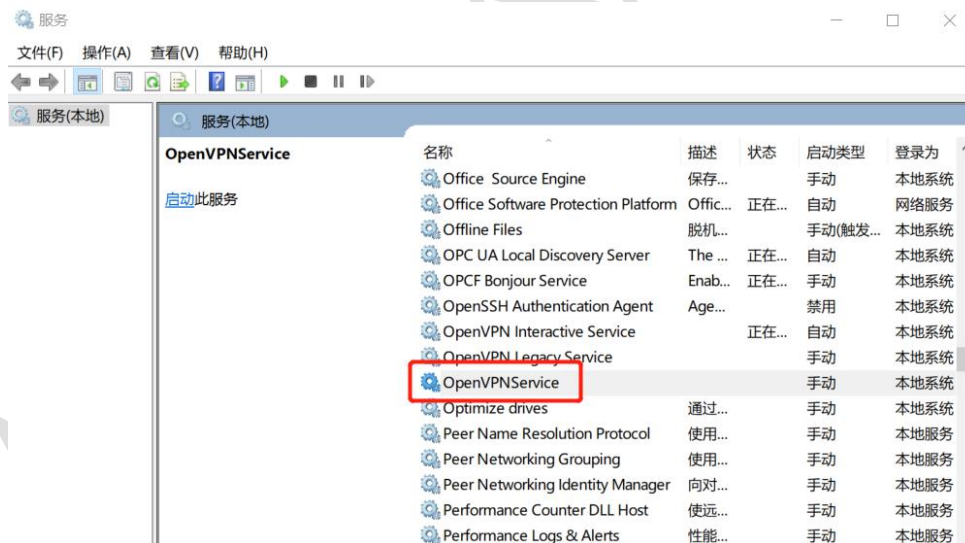 服务
文件(F) 操作(A) 查看(V) 帮助(H)
服务(本地)
服务(本地)
OpenVPNService
启动此服务
名称 描述 状态 启动类型 登录为
Office Source Engine 保存... 手动 本地系统
Office Software Protection Platform Offic... 正在... 自动 网络服务
Offline Files 脱机... 手动(触发... 本地系统
OPC UA Local Discovery Server The ... 正在... 自动 本地系统
OPCF Bonjour Service Enab... 正在... 手动 本地系统
OpenSSH Authentication Agent Age... 禁用 本地系统
OpenVPN Interactive Service 正在... 自动 本地系统
OpenVPN Legacy Service 手动 本地系统
OpenVPNService 手动 本地系统
Optimize drives 通过... 手动 本地系统
Peer Name Resolution Protocol 使用... 手动 本地服务
Peer Networking Grouping 使用... 手动 本地服务
Peer Networking Identity Manager 向对... 手动 本地服务
Performance Counter DLL Host 使远... 手动 本地服务
Performance Logs & Alerts 性能... 手动 本地服务